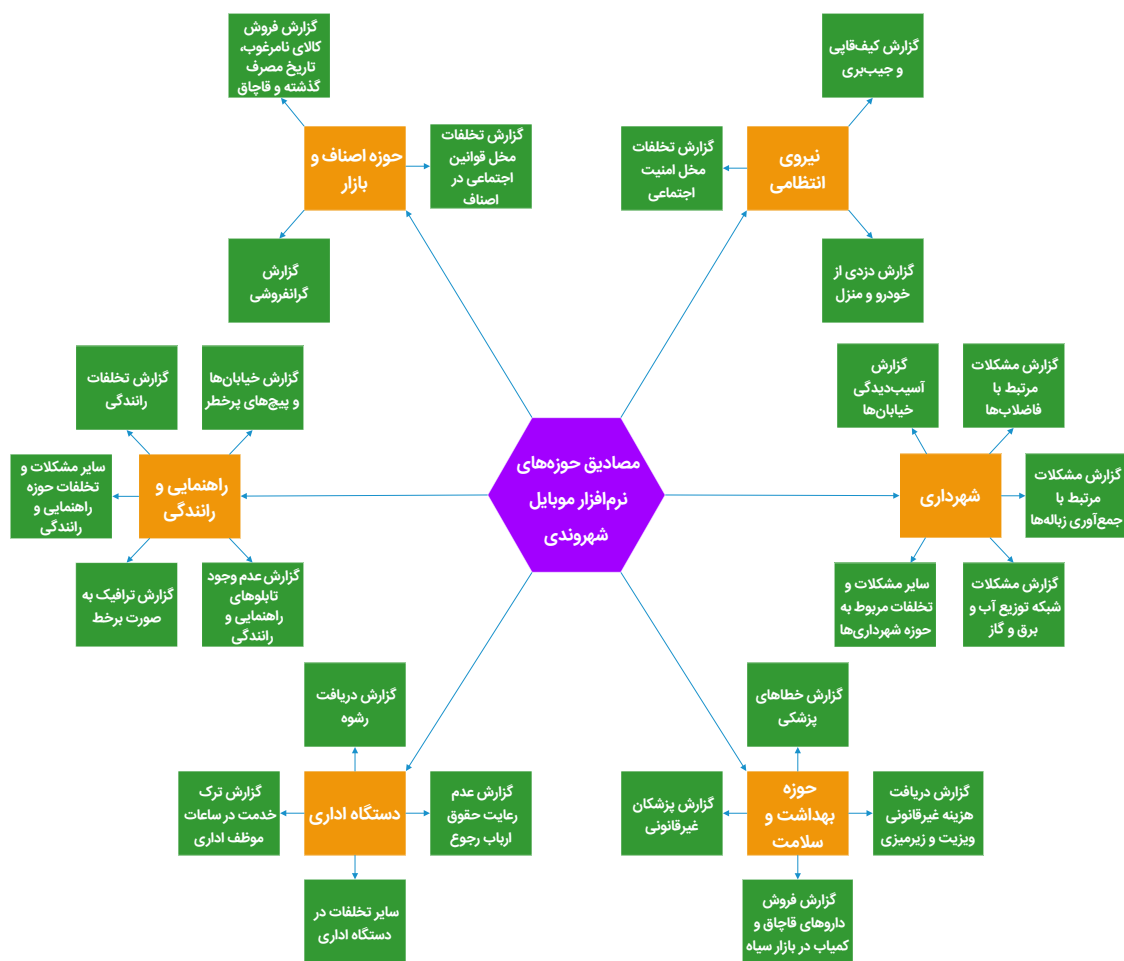 مصادیق حوزه‌های
نرم‌افزار موبایل
شهروندی
نیروی
انتظامی
گزارش کیف‌قاپی
و جیب‌بری
گزارش تخلفات
مخل امنیت
اجتماعی
گزارش دزدی از
خودرو و منزل
شهرداری
گزارش
آسیب‌دیدگی
خیابان‌ها
گزارش مشکلات
مرتبط با
فاضلاب‌ها
گزارش مشکلات
مرتبط با
جمع‌آوری زباله‌ها
گزارش مشکلات
شبکه توزیع آب و
برق و گاز
سایر مشکلات و
تخلفات مربوط به
حوزه شهرداری‌ها
حوزه
بهداشت و
سلامت
گزارش خطاهای
پزشکی
گزارش دریافت
هزینه غیرقانونی
ویزیت و زیرمیزی
گزارش پزشکان
غیرقانونی
گزارش فروش
داروهای قاچاق و
کمیاب در بازار سیاه
دستگاه اداری
گزارش دریافت
رشوه
گزارش عدم
رعایت حقوق
ارباب رجوع
گزارش ترک
خدمت در ساعات
موظف اداری
سایر تخلفات در
دستگاه اداری
راهنمایی و
رانندگی
گزارش خیابان‌ها
و پیچ‌های پرخطر
گزارش تخلفات
رانندگی
سایر مشکلات و
تخلفات حوزه
راهنمایی و
رانندگی
گزارش ترافیک به
صورت برخط
گزارش عدم وجود
تابلوهای
راهنمایی و
رانندگی
حوزه اصناف و
بازار
گزارش فروش
کالای نامرغوب،
تاریخ مصرف
گذشته و قاچاق
گزارش تخلفات
مخل قوانین
اجتماعی در
اصناف
گزارش
گرانفروشی